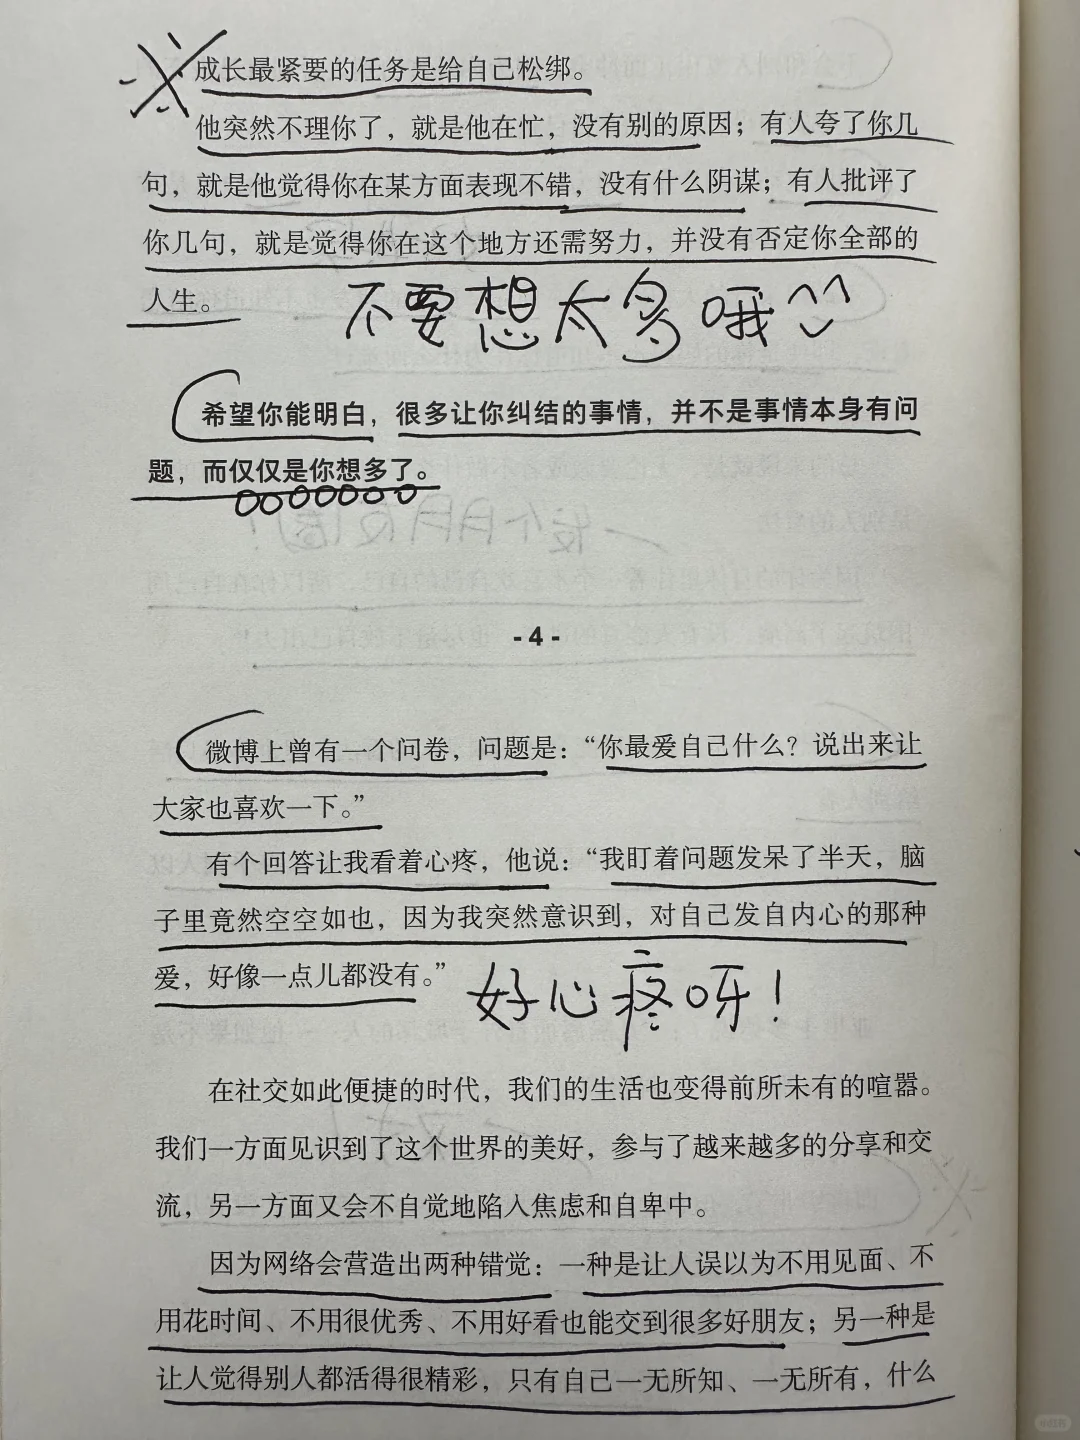 成长最紧要的任务是给自己松绑。
他突然不理你了，就是他在忙，没有别的原因；有人夸了你几
句，就是他觉得你在某方面表现不错，没有什么阴谋；有人批评了
你几句，就是觉得你在这个地方还需努力，并没有否定你全部的
人生。
不要想太多哦
希望你能明白，很多让你纠结的事情，并不是事情本身有问
题，而仅仅是你想多了。
- 4 -
微博上曾有一个问卷，问题是：“你最爱自己什么？说出来让
大家也喜欢一下。”
有个回答让我看着心疼，他说：“我盯着问题发呆了半天，脑
子里竟然空空如也，因为我突然意识到，对自己发自内心的那种
爱，好像一点儿都没有。”
好心疼呀！
在社交如此便捷的时代，我们的生活也变得前所未有的喧嚣。
我们一方面见识到了这个世界的美好，参与了越来越多的分享和交
流，另一方面又会不自觉地陷入焦虑和自卑中。
因为网络会营造出两种错觉：一种是让人误以为不用见面、不
用花时间、不用很优秀、不用好看也能交到很多好朋友；另一种是
让人觉得别人都活得很精彩，只有自己一无所知、一无所有，什么
小红书